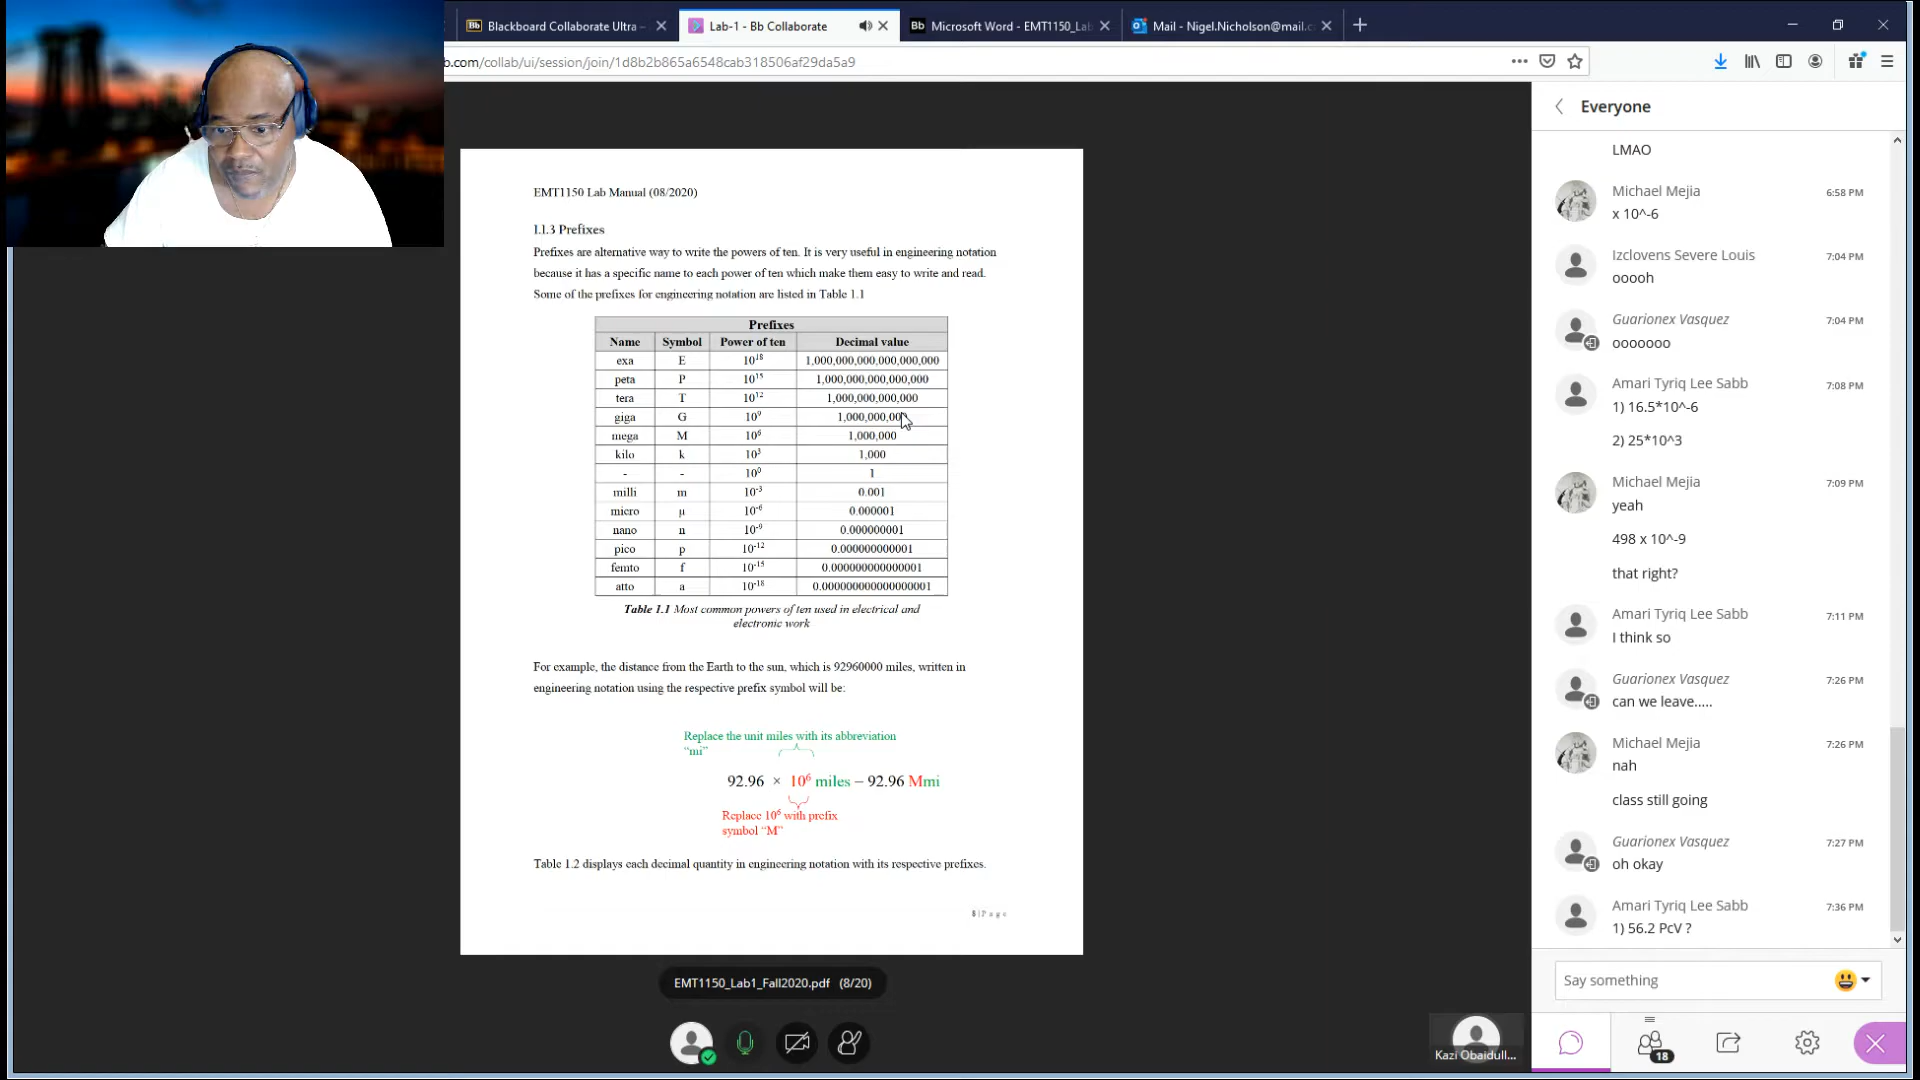 Blackboard Collaborate Ultra –
Lab-1 - Bb Collaborate
Microsoft Word - EMT1150_La
Mail - Nigel.Nicholson@mail.c
b.com/collab/ui/session/join/1d8b2b865a6548cab318506af29da5a9
EMT1150 Lab Manual (08/2020)
1.1.3 Prefixes
Prefixes are alternative way to write the powers of ten. It is very useful in engineering notation
because it has a specific name to each power of ten which make them easy to write and read.
Some of the prefixes for engineering notation are listed in Table 1.1
Prefixes
Name Symbol Power of ten Decimal value
exa E 10^18 1,000,000,000,000,000,000
peta P 10^15 1,000,000,000,000,000
tera T 10^12 1,000,000,000,000
giga G 10^9 1,000,000,000
mega M 10^6 1,000,000
kilo k 10^3 1,000
- - 10^0 1
milli m 10^-3 0.001
micro μ 10^-6 0.000001
nano n 10^-9 0.000000001
pico p 10^-12 0.000000000001
femto f 10^-15 0.000000000000001
atto a 10^-18 0.000000000000000001
Table 1.1 Most common powers of ten used in electrical and
electronic work
For example, the distance from the Earth to the sun, which is 92960000 miles, written in
engineering notation using the respective prefix symbol will be:
Replace the unit miles with its abbreviation
“mi”
92.96 × 10^6 miles – 92.96 Mmi
Replace 10^6 with prefix
symbol “M”
Table 1.2 displays each decimal quantity in engineering notation with its respective prefixes.
8 | P a g e
EMT1150_Lab1_Fall2020.pdf (8/20)
Kazi Obaidull...
Everyone
LMAO
Michael Mejia 6:58 PM
x 10^-6
Izclovens Severe Louis 7:04 PM
ooooh
Guarionex Vasquez 7:04 PM
ooooooo
Amari Tyriq Lee Sabb 7:08 PM
1) 16.5*10^-6
2) 25*10^3
Michael Mejia 7:09 PM
yeah
498 x 10^-9
that right?
Amari Tyriq Lee Sabb 7:11 PM
I think so
Guarionex Vasquez 7:26 PM
can we leave.....
Michael Mejia 7:26 PM
nah
class still going
Guarionex Vasquez 7:27 PM
oh okay
Amari Tyriq Lee Sabb 7:36 PM
1) 56.2 PcV ?
Say something
18